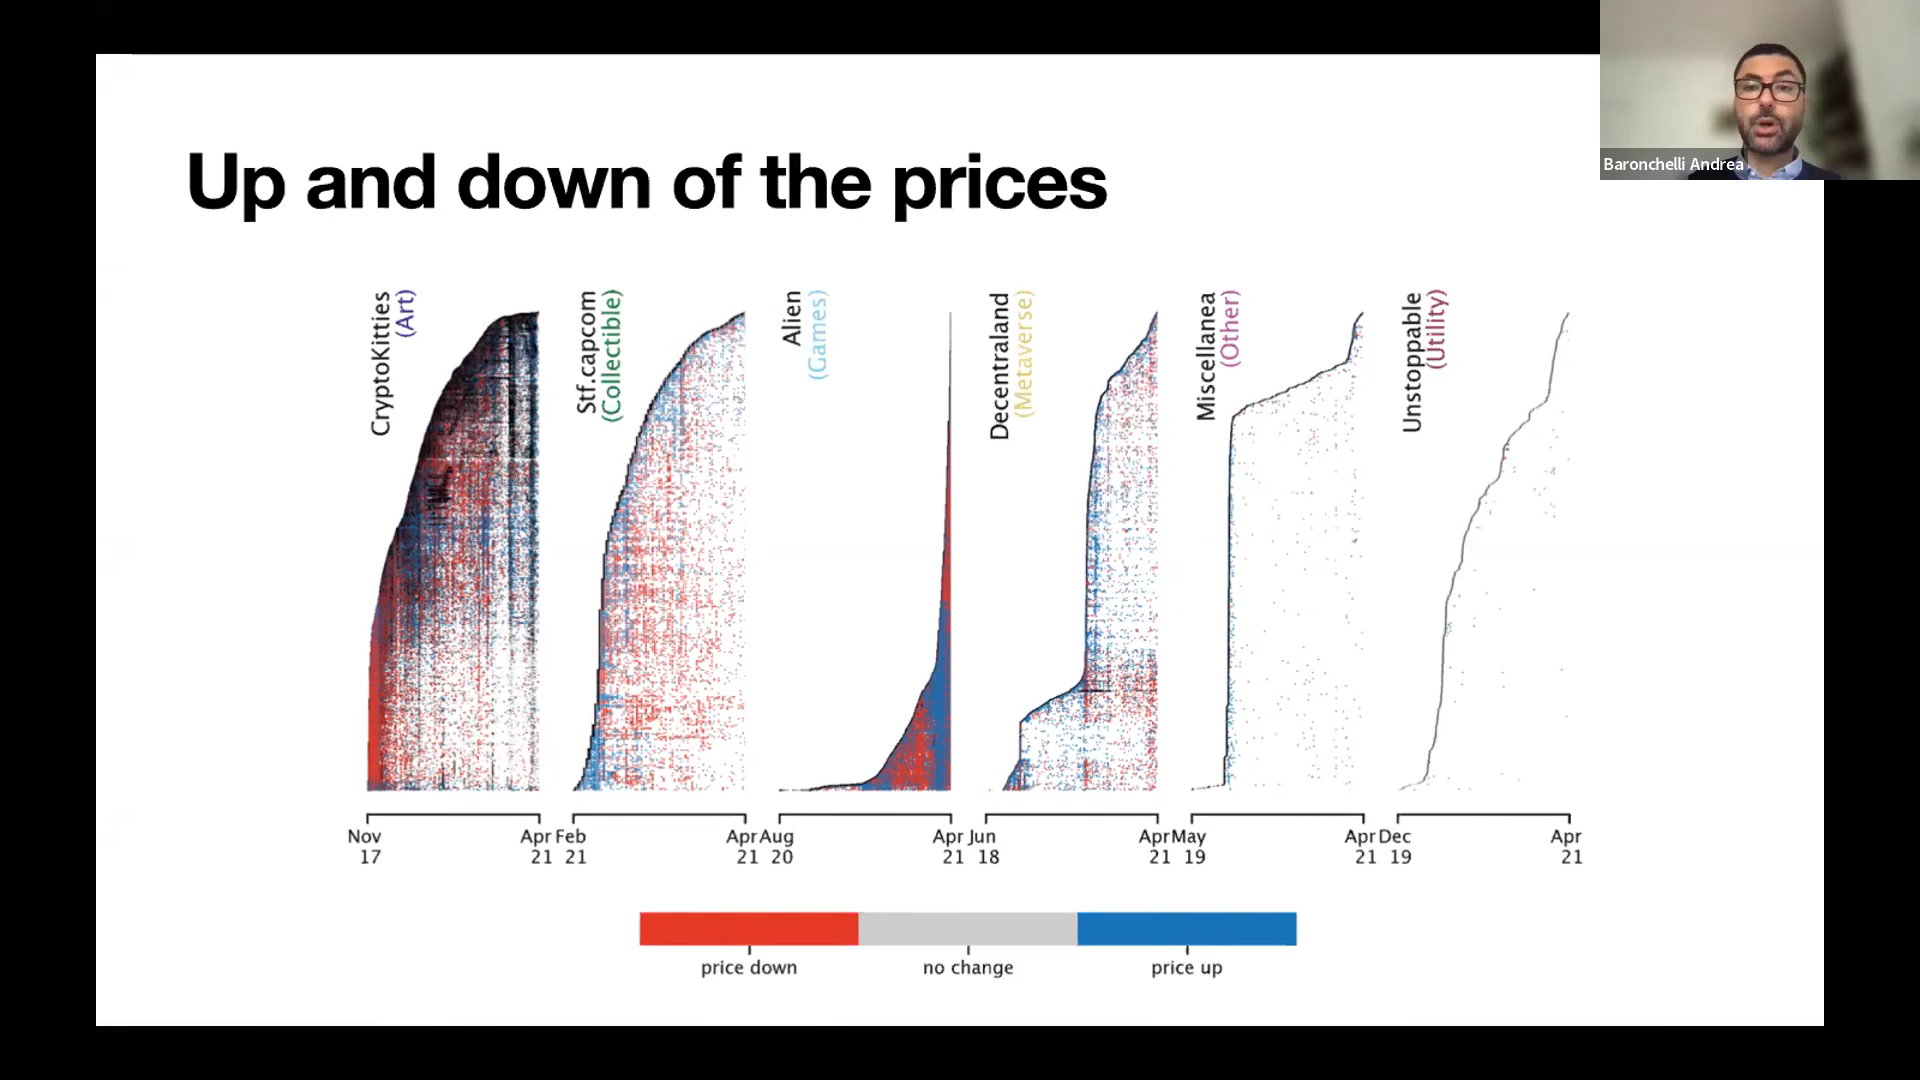 Baronchelli Andrea
Up and down of the prices
CryptoKitties
(Art)
Stf.capcom
(Collectible)
Alien
(Games)
Decentraland
(Metaverse)
Miscellanea
(Other)
Unstoppable
(Utility)
Nov 17
Apr 21
Feb 21
Apr 21
Aug 20
Apr 21
Jun 18
Apr 21
May 19
Apr 21
Dec 19
Apr 21
price down
no change
price up